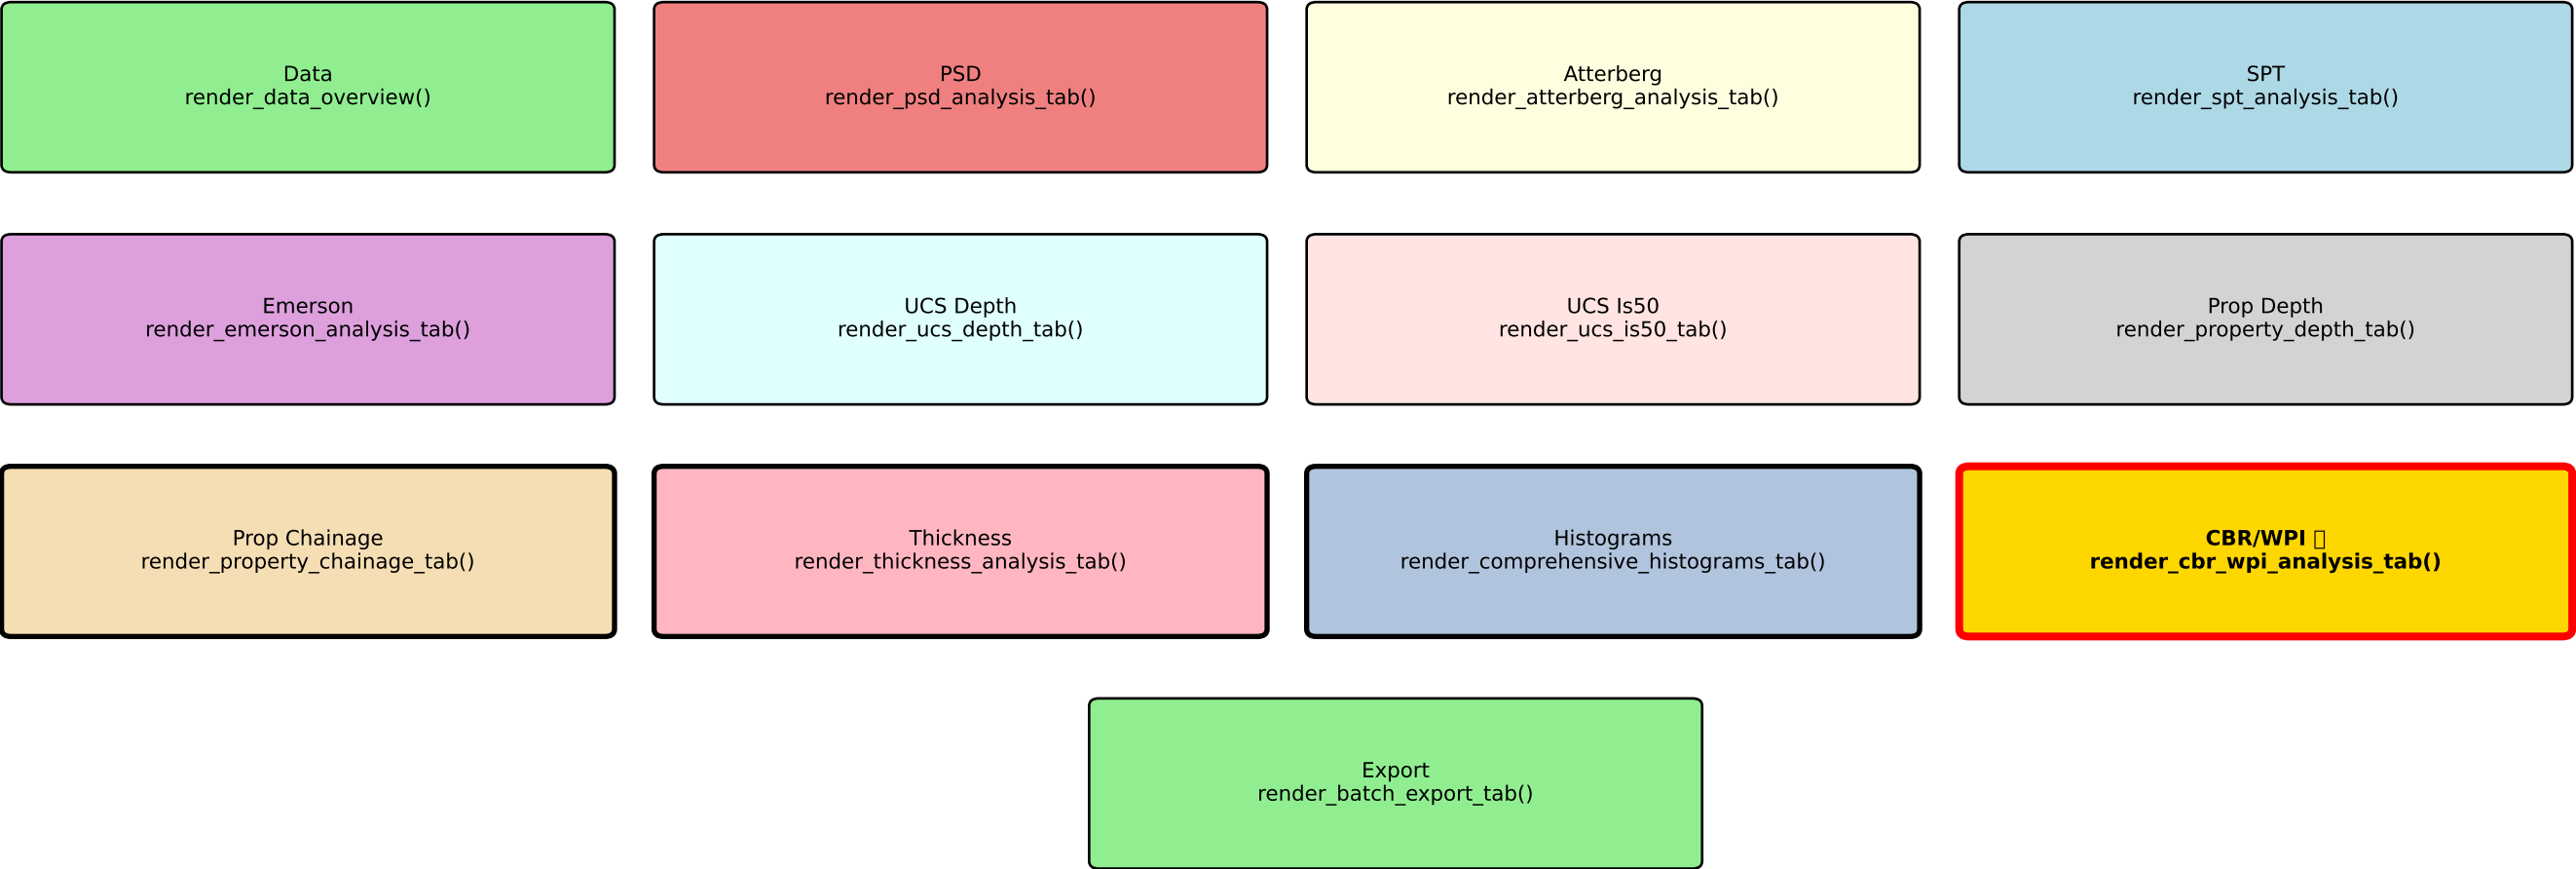 Data
render_data_overview()
PSD
render_psd_analysis_tab()
Atterberg
render_atterberg_analysis_tab()
SPT
render_spt_analysis_tab()
Emerson
render_emerson_analysis_tab()
UCS Depth
render_ucs_depth_tab()
UCS Is50
render_ucs_is50_tab()
Prop Depth
render_property_depth_tab()
Prop Chainage
render_property_chainage_tab()
Thickness
render_thickness_analysis_tab()
Histograms
render_comprehensive_histograms_tab()
CBR/WPI
render_cbr_wpi_analysis_tab()
Export
render_batch_export_tab()